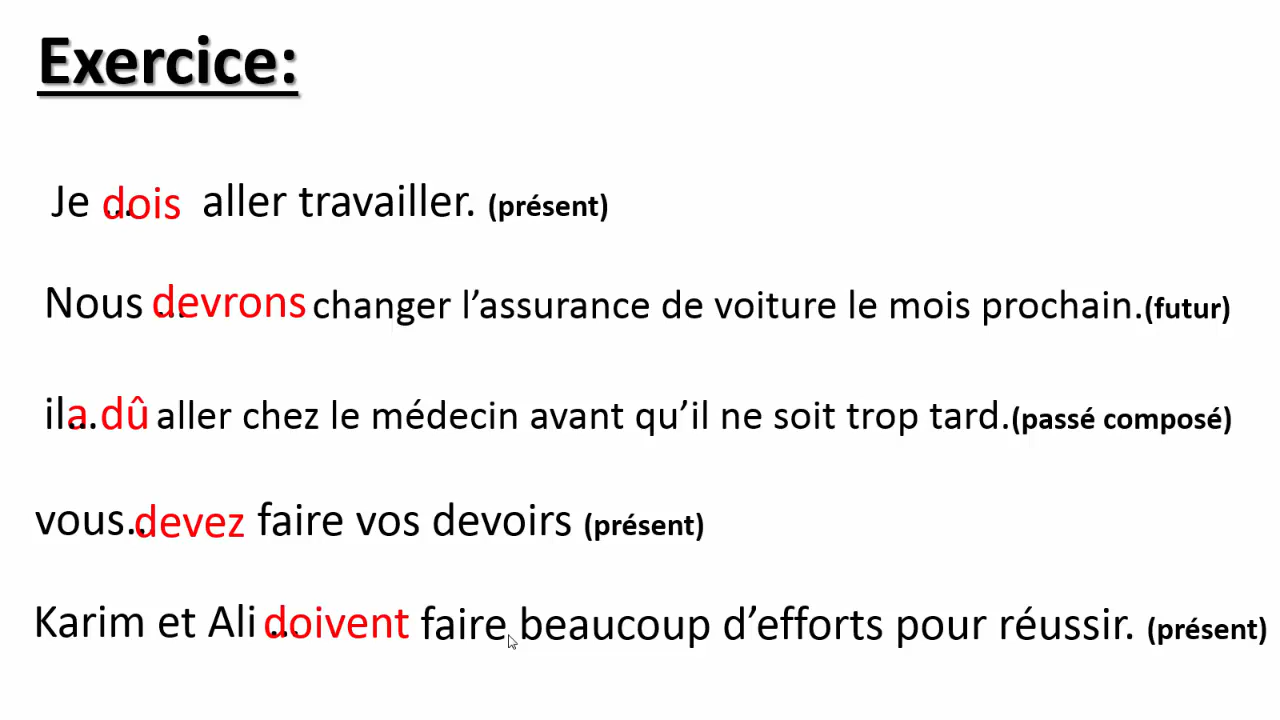 Exercice:
Je ... dois aller travailler. (présent)
Nous ... devrons changer l’assurance de voiture le mois prochain.(futur)
il... a dû aller chez le médecin avant qu’il ne soit trop tard.(passé composé)
vous.. devez faire vos devoirs (présent)
Karim et Ali ... doivent faire beaucoup d’efforts pour réussir. (présent)